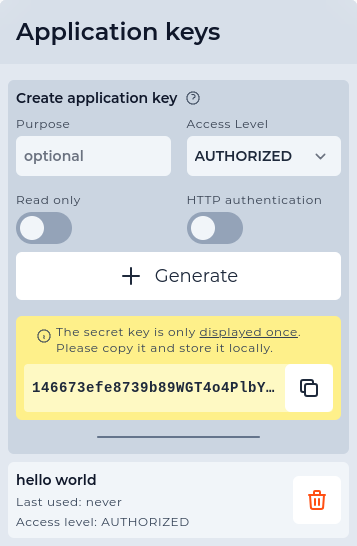 Application keys
Create application key
Purpose
Access Level
optional
AUTHORIZED
Read only
HTTP authentication
Generate
The secret key is only displayed once.
Please copy it and store it locally.
146673efe8739b89WGT4o4PlbY…
hello world
Last used: never
Access level: AUTHORIZED